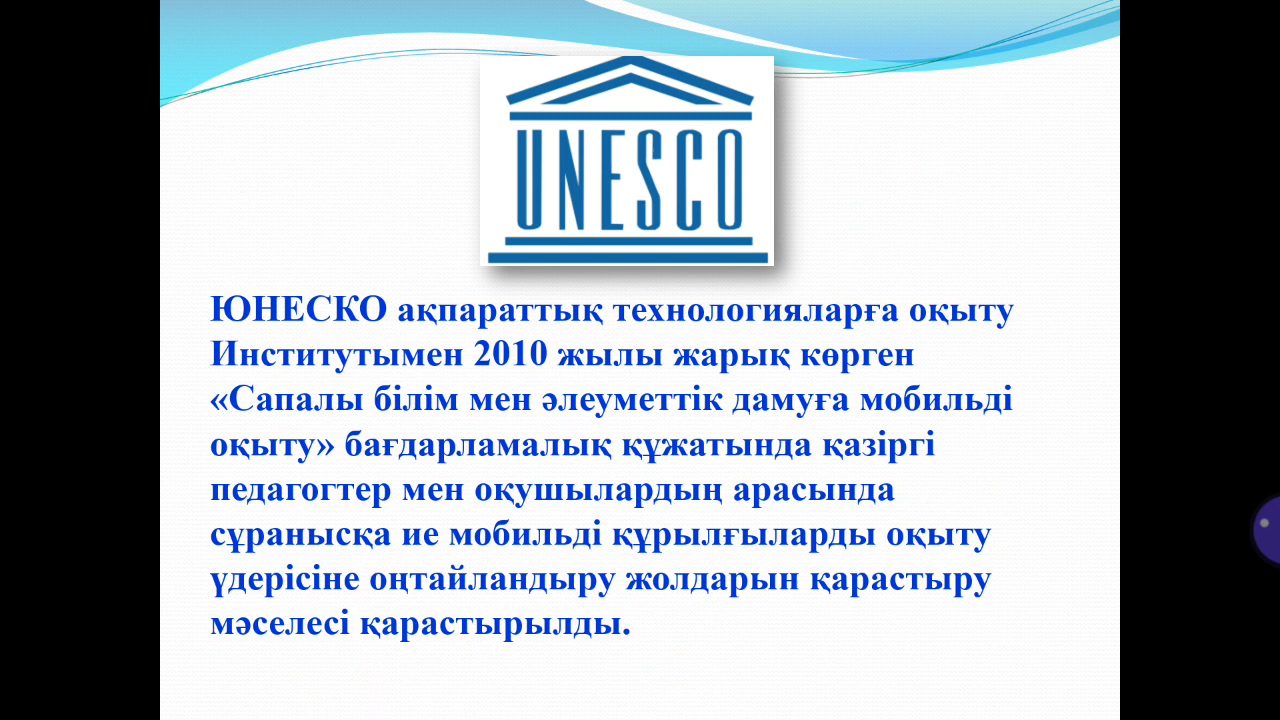 UNESCO
ЮНЕСКО ақпараттық технологияларға оқыту
Институтымен 2010 жылы жарық көрген
«Сапалы білім мен әлеуметтік дамуға мобильді
оқыту» бағдарламалық құжатында қазіргі
педагогтер мен оқушылардың арасында
сұранысқа ие мобильді құрылғыларды оқыту
үдерісіне оңтайландыру жолдарын қарастыру
мәселесі қарастырылды.